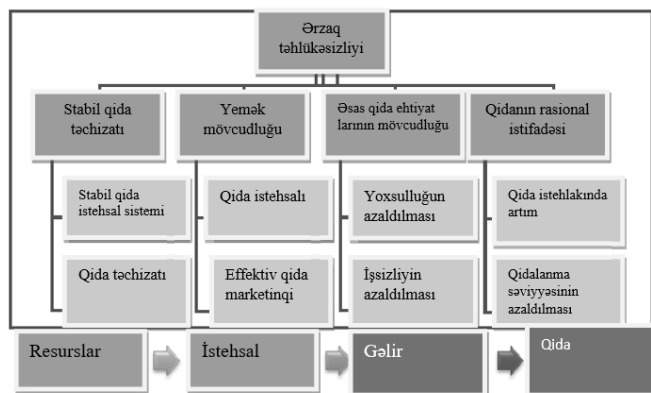 Ərzaq
təhlükəsizliyi
Stabil qida
təchizatı
Yemək
mövcudluğu
Əsas qida ehtiyat
larının mövcudluğu
Qidanın rasional
istifadəsi
Stabil qida
istehsal sistemi
Qida istehsalı
Yoxsulluğun
azaldılması
Qida istehlakında
artım
Qida təchizatı
Effektiv qida
marketinqi
İşsizliyin
azaldılması
Qidalanma
səviyyəsinin
azaldılması
Resurslar
İstehsal
Gəlir
Qida